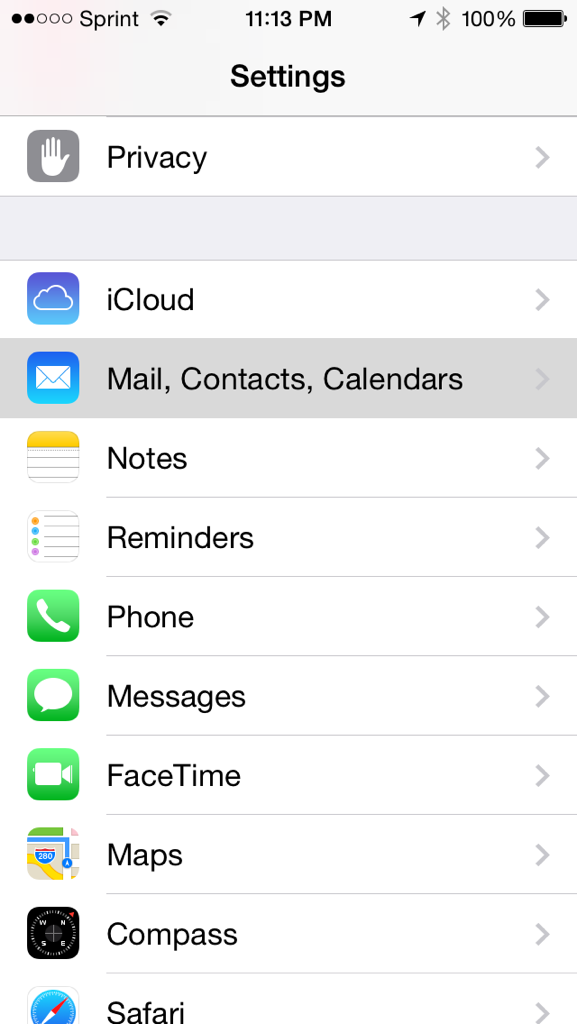 Sprint 11:13 PM 100%
Settings
Privacy
iCloud
Mail, Contacts, Calendars
Notes
Reminders
Phone
Messages
FaceTime
280
Maps
W N
S E
Compass
Safari